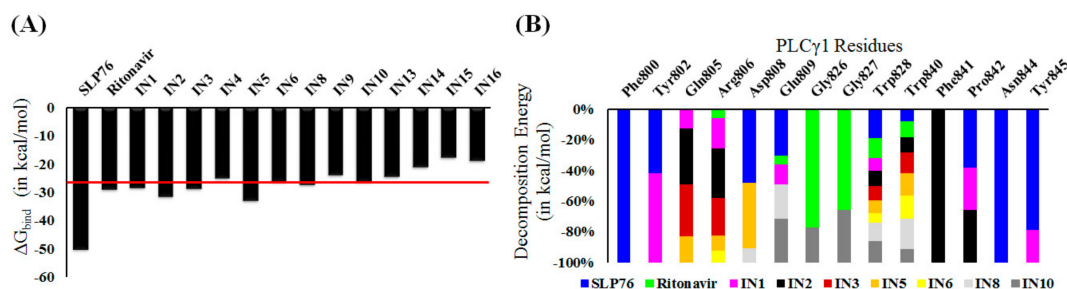 (A)
SLP76 Ritonavir IN1 IN2 IN3 IN4 IN5 IN6 IN8 IN9 IN10 IN13 IN14 IN15 IN16
0
-10
-20
-30
-40
-50
-60
ΔGbind (in kcal/mol)
(B)
PLCγ1 Residues
Phe800 Tyr802 Gln805 Arg806 Asp808 Glu809 Gly826 Gly827 Trp828 Trp840 Phe841 Pro842 Asn844 Tyr845
0%
-20%
-40%
-60%
-80%
-100%
Decomposition Energy
(in kcal/mol)
SLP76 Ritonavir IN1 IN2 IN3 IN5 IN6 IN8 IN10